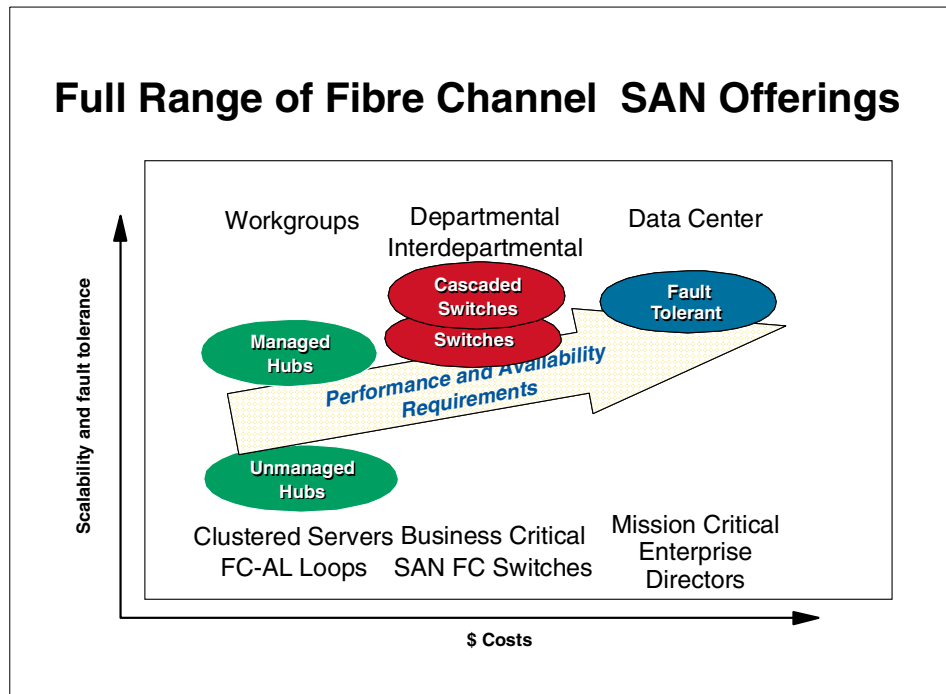 Full Range of Fibre Channel SAN Offerings
Workgroups
Departmental
Interdepartmental
Data Center
Cascaded
Switches
Switches
Fault
Tolerant
Managed
Hubs
Performance and Availability
Requirements
Unmanaged
Hubs
Clustered Servers
FC-AL Loops
Business Critical
SAN FC Switches
Mission Critical
Enterprise
Directors
Scalability and fault tolerance
$ Costs